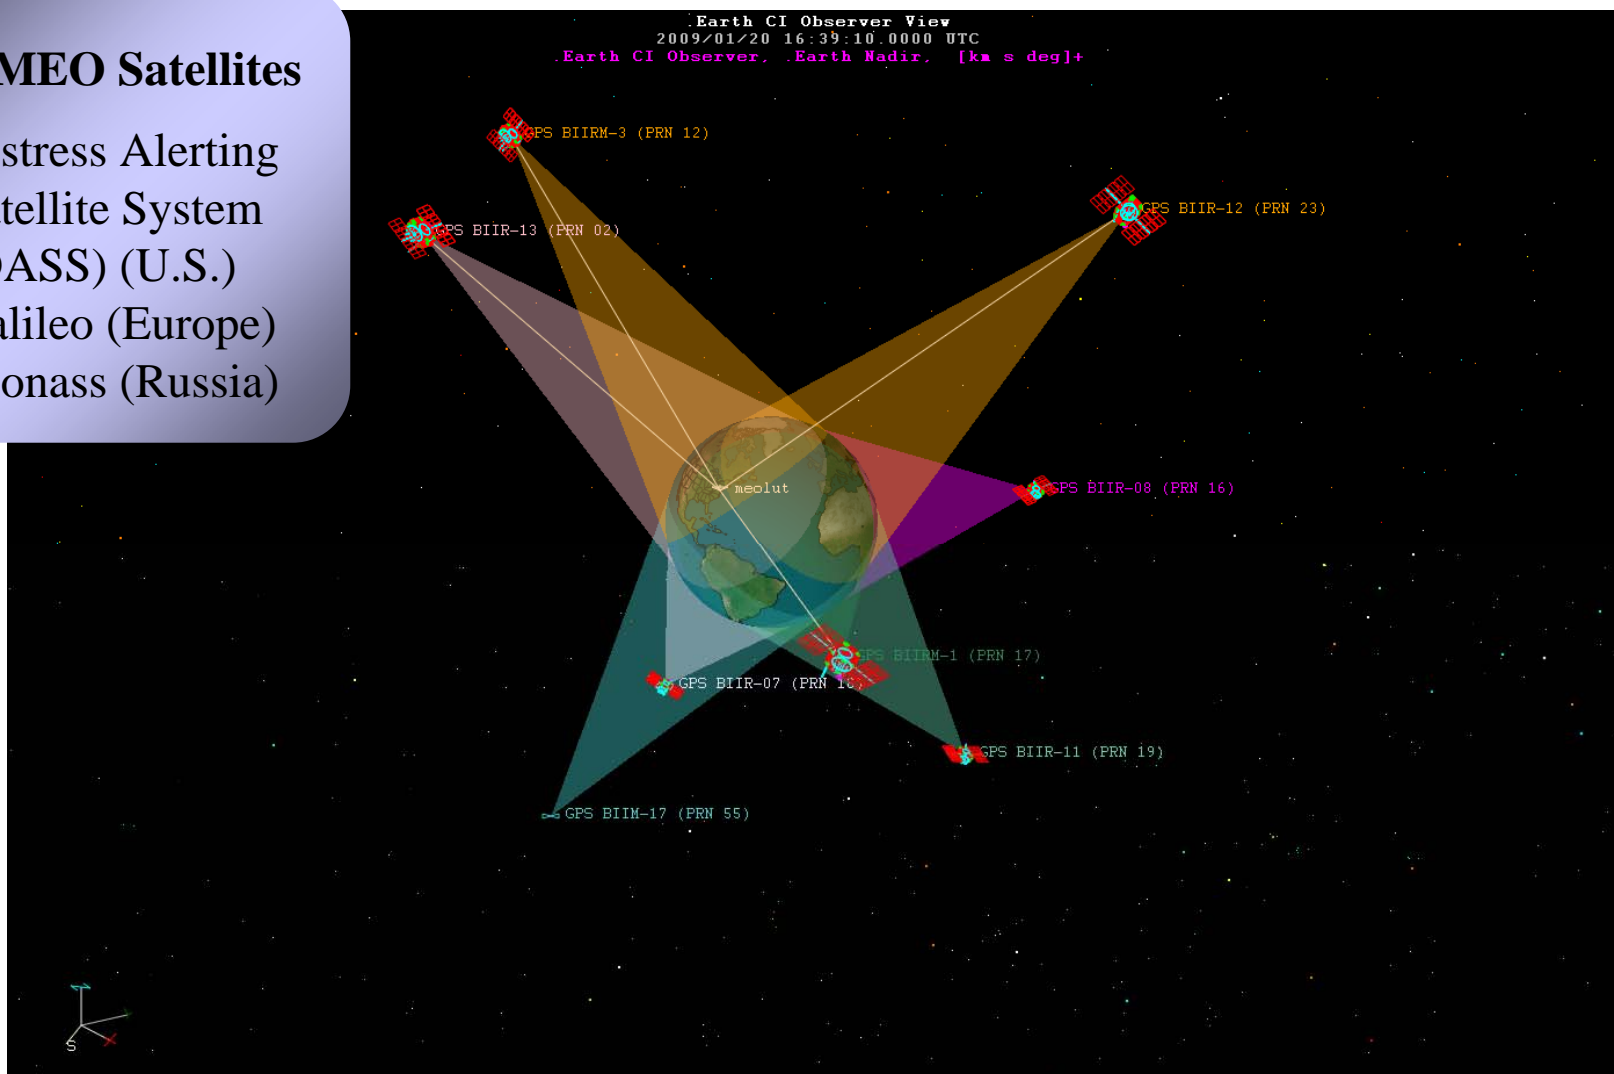 MEO Satellites
stress Alerting
tellite System
DASS) (U.S.)
alileo (Europe)
onass (Russia)
.Earth CI Observer View
2009/01/20 16:39:10.0000 UTC
.Earth CI Observer, .Earth Nadir, [km s deg]+
GPS BIIRM-3 (PRN 12)
GPS BIIR-12 (PRN 23)
GPS BIIR-13 (PRN 02)
meolut
GPS BIIR-08 (PRN 16)
GPS BIIRM-1 (PRN 17)
GPS BIIR-07 (PRN
GPS BIIR-11 (PRN 19)
GPS BIIM-17 (PRN 55)
Z
S
X